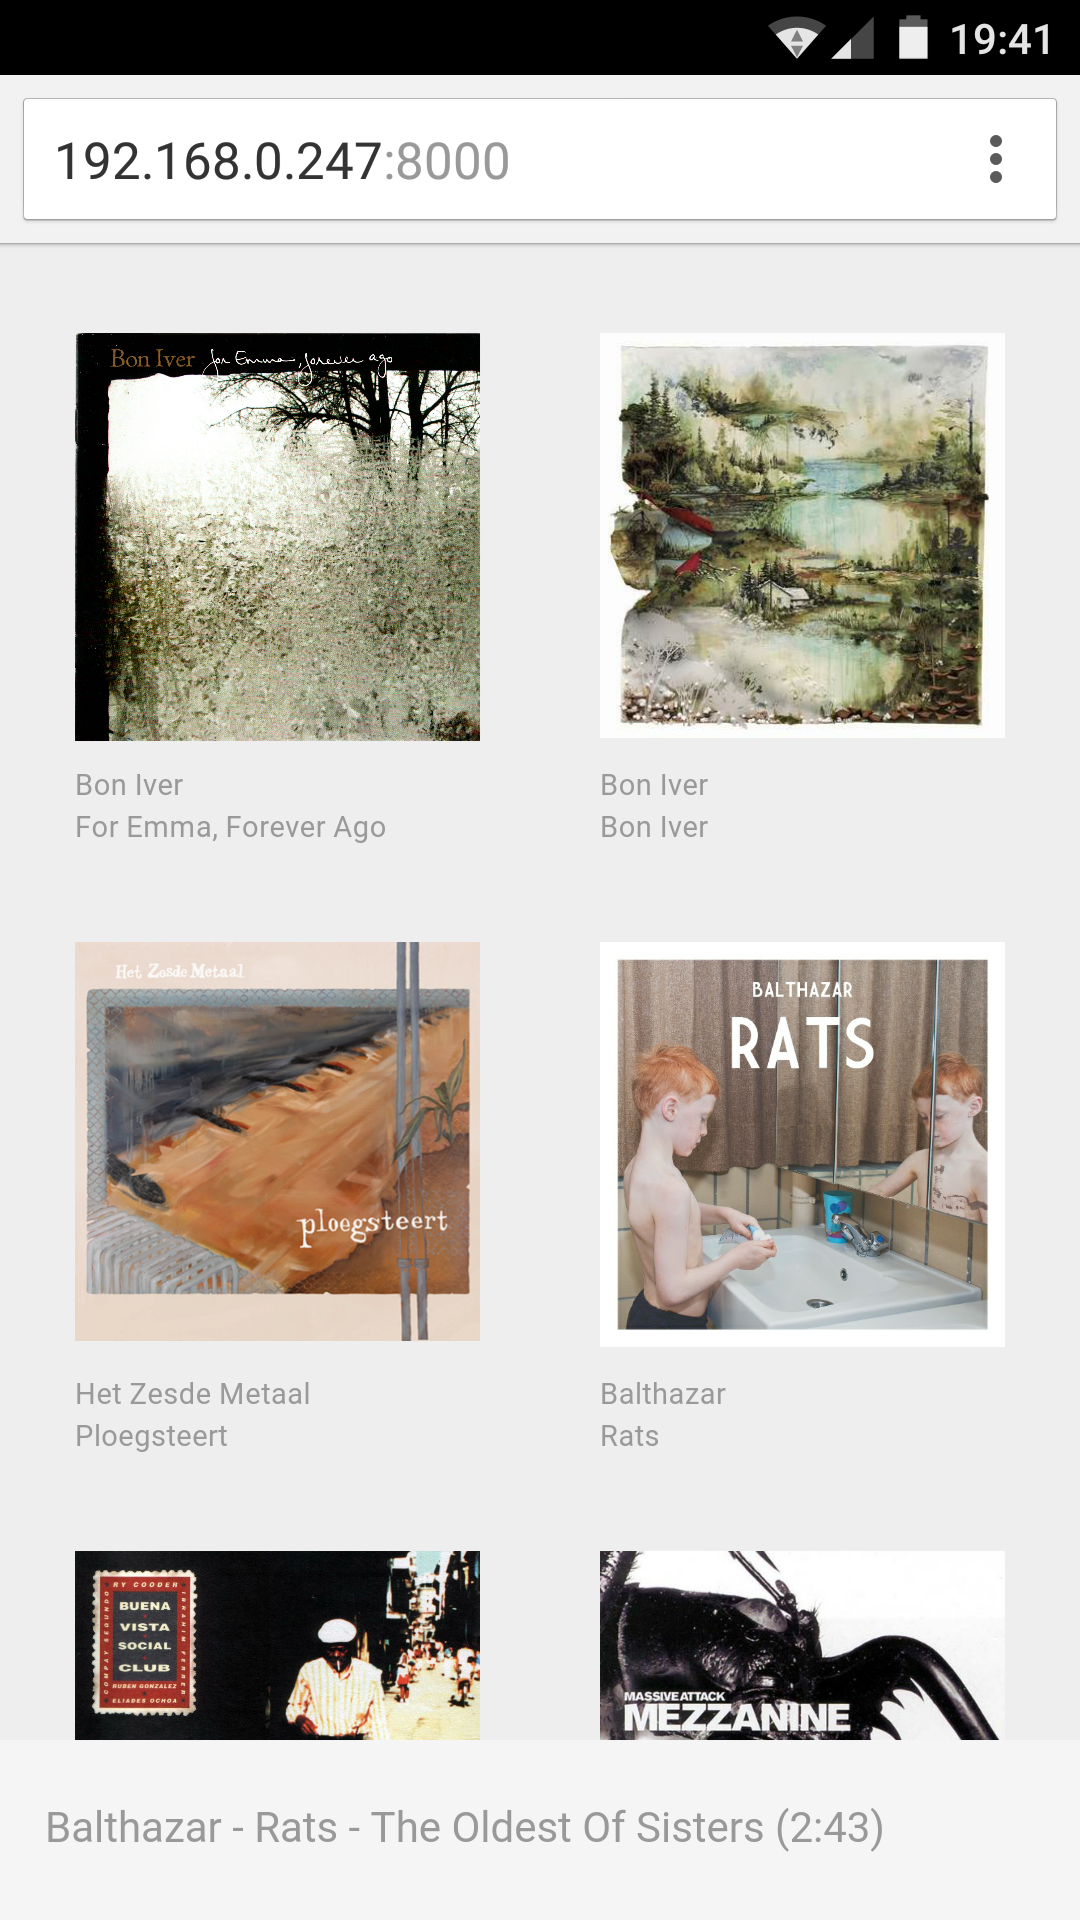 19:41
192.168.0.247:8000
Bon Iver for Emma, forever ago
Bon Iver
For Emma, Forever Ago
Bon Iver
Bon Iver
Het Zesde Metaal
ploegsteert
BALTHAZAR
RATS
Het Zesde Metaal
Ploegsteert
Balthazar
Rats
RY COODER
COMPAY SEGUNDO
IBRAHIM FERRER
BUENA
VISTA
SOCIAL
CLUB
RUBEN GONZALEZ
ELIADES OCHOA
MASSIVE ATTACK
MEZZANINE
Balthazar - Rats - The Oldest Of Sisters (2:43)